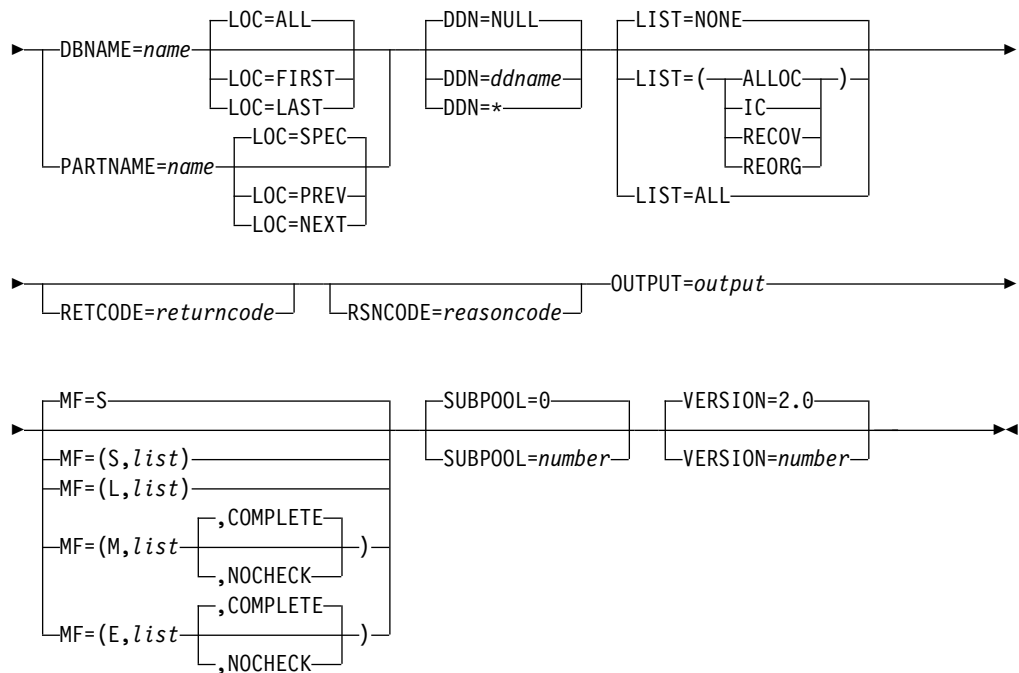 LOC=ALL
DDN=NULL
LIST=NONE
DBNAME=name
LOC=FIRST
LOC=LAST
DDN=ddname
DDN=*
LIST=( ALLOC )
IC
RECOV
REORG
LIST=ALL
LOC=SPEC
PARTNAME=name
LOC=PREV
LOC=NEXT
OUTPUT=output
RETCODE=returncode
RSNCODE=reasoncode
MF=S
SUBPOOL=0
VERSION=2.0
MF=(S,list)
SUBPOOL=number
VERSION=number
MF=(L,list)
,COMPLETE
MF=(M,list )
,NOCHECK
,COMPLETE
MF=(E,list )
,NOCHECK